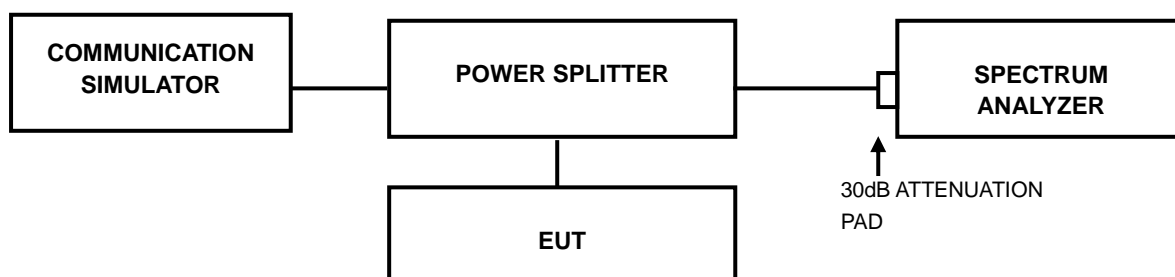 COMMUNICATION
SIMULATOR
POWER SPLITTER
SPECTRUM
ANALYZER
30dB ATTENUATION
PAD
EUT